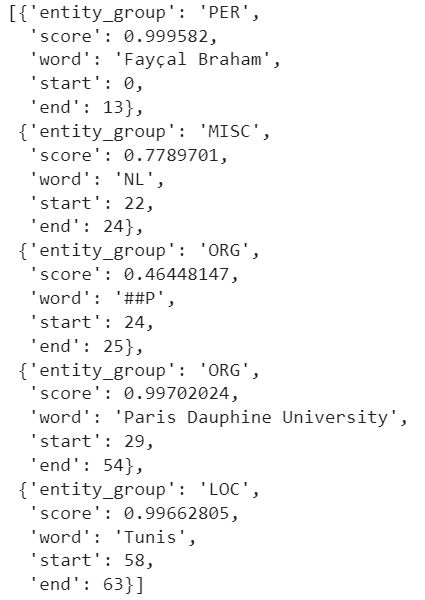 [{'entity_group': 'PER',
'score': 0.999582,
'word': 'Fayçal Braham',
'start': 0,
'end': 13},
{'entity_group': 'MISC',
'score': 0.7789701,
'word': 'NL',
'start': 22,
'end': 24},
{'entity_group': 'ORG',
'score': 0.46448147,
'word': '##P',
'start': 24,
'end': 25},
{'entity_group': 'ORG',
'score': 0.99702024,
'word': 'Paris Dauphine University',
'start': 29,
'end': 54},
{'entity_group': 'LOC',
'score': 0.99662805,
'word': 'Tunis',
'start': 58,
'end': 63}]